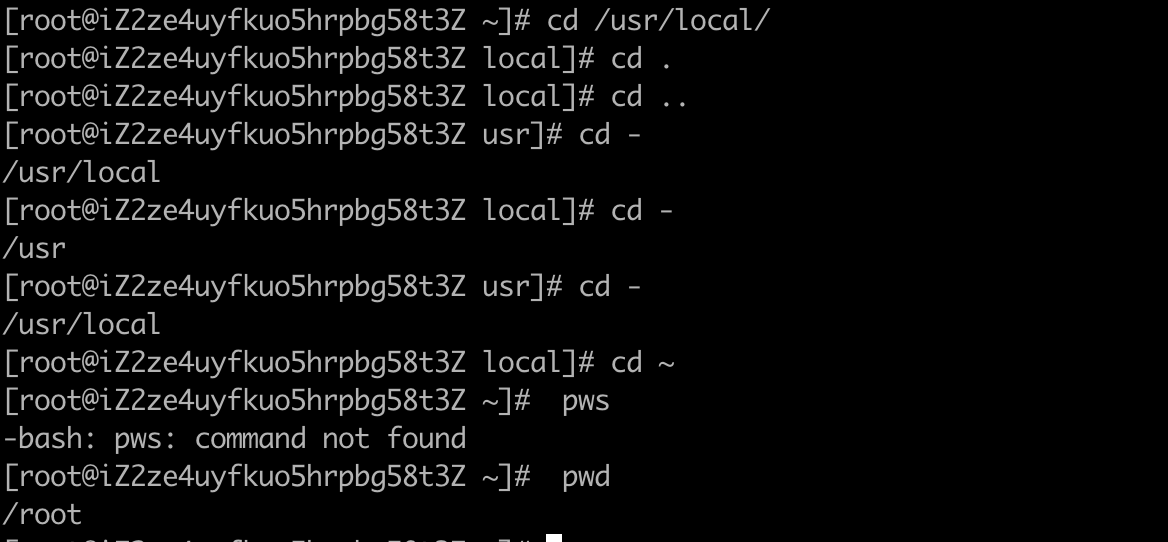 [root@iZ2ze4uyfkuo5hrpbg58t3Z ~]# cd /usr/local/
[root@iZ2ze4uyfkuo5hrpbg58t3Z local]# cd .
[root@iZ2ze4uyfkuo5hrpbg58t3Z local]# cd ..
[root@iZ2ze4uyfkuo5hrpbg58t3Z usr]# cd -
/usr/local
[root@iZ2ze4uyfkuo5hrpbg58t3Z local]# cd -
/usr
[root@iZ2ze4uyfkuo5hrpbg58t3Z usr]# cd -
/usr/local
[root@iZ2ze4uyfkuo5hrpbg58t3Z local]# cd ~
[root@iZ2ze4uyfkuo5hrpbg58t3Z ~]#  pws
-bash: pws: command not found
[root@iZ2ze4uyfkuo5hrpbg58t3Z ~]#  pwd
/root